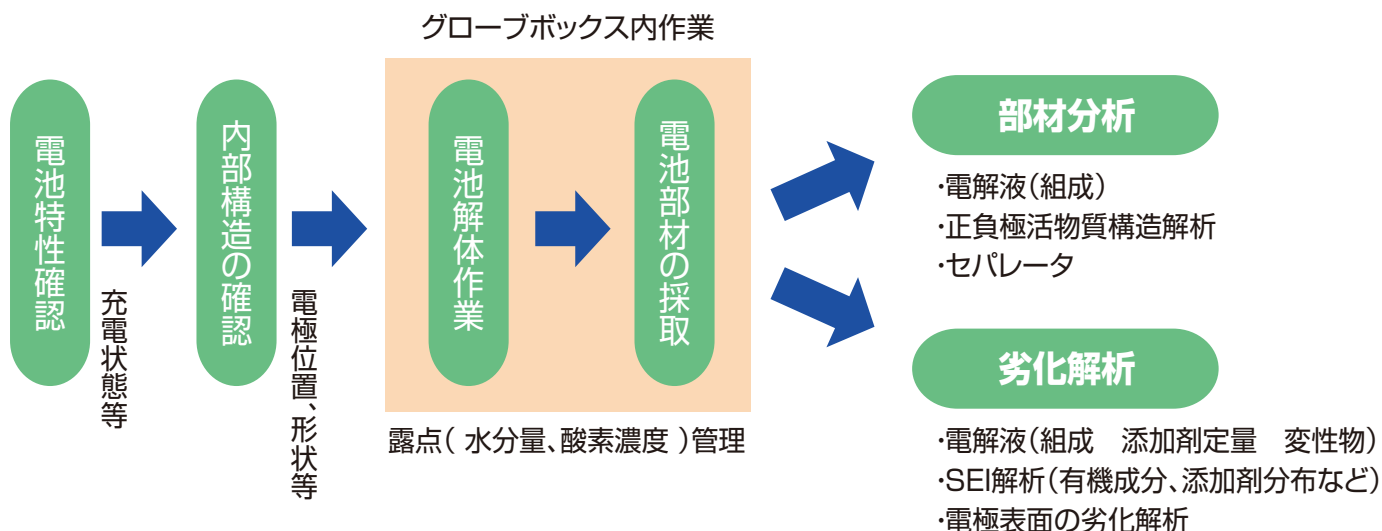 グローブボックス内作業
電池特性確認
充電状態等
内部構造の確認
電極位置、形状等
電池解体作業
電池部材の採取
露点( 水分量、酸素濃度 )管理
部材分析
・電解液(組成)
・正負極活物質構造解析
・セパレータ
劣化解析
・電解液(組成　添加剤定量　変性物)
・SEI解析(有機成分、添加剤分布など)
・電極表面の劣化解析